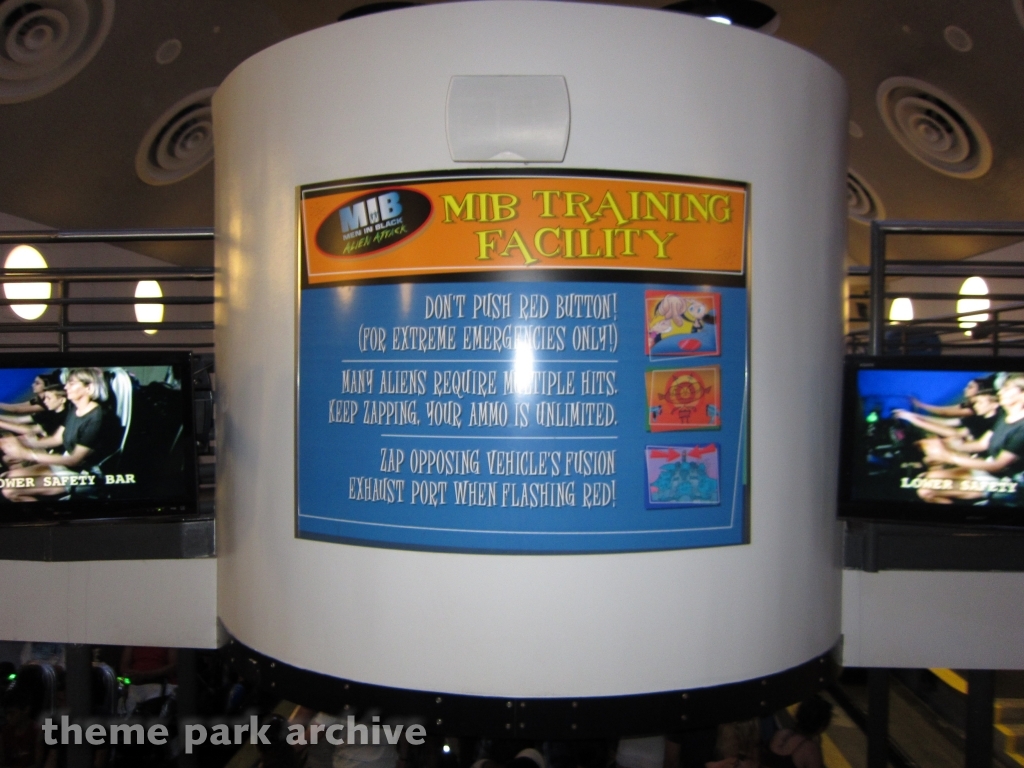 MIB
MEN IN BLACK
ALIEN ATTACK
MIB TRAINING
FACILITY
DON'T PUSH RED BUTTON!
(FOR EXTREME EMERGENCIES ONLY!)
MANY ALIENS REQUIRE MULTIPLE HITS.
KEEP ZAPPING, YOUR AMMO IS UNLIMITED.
ZAP OPPOSING VEHICLE'S FUSION
EXHAUST PORT WHEN FLASHING RED!
OWER SAFETY BAR
LOWER SAFETY
theme park archive